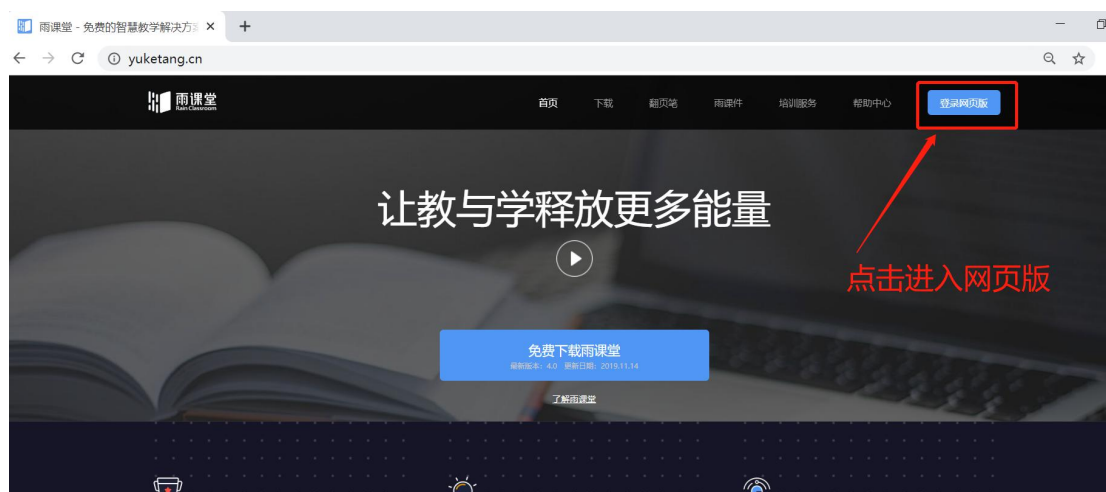 雨课堂 - 免费的智慧教学解决方
yuketang.cn
雨课堂
Rain Classroom
首页 下载 翻页笔 雨课件 培训服务 帮助中心 登录网页版
让教与学释放更多能量
点击进入网页版
免费下载雨课堂
最新版本：4.0 更新日期：2019.11.14
了解雨课堂